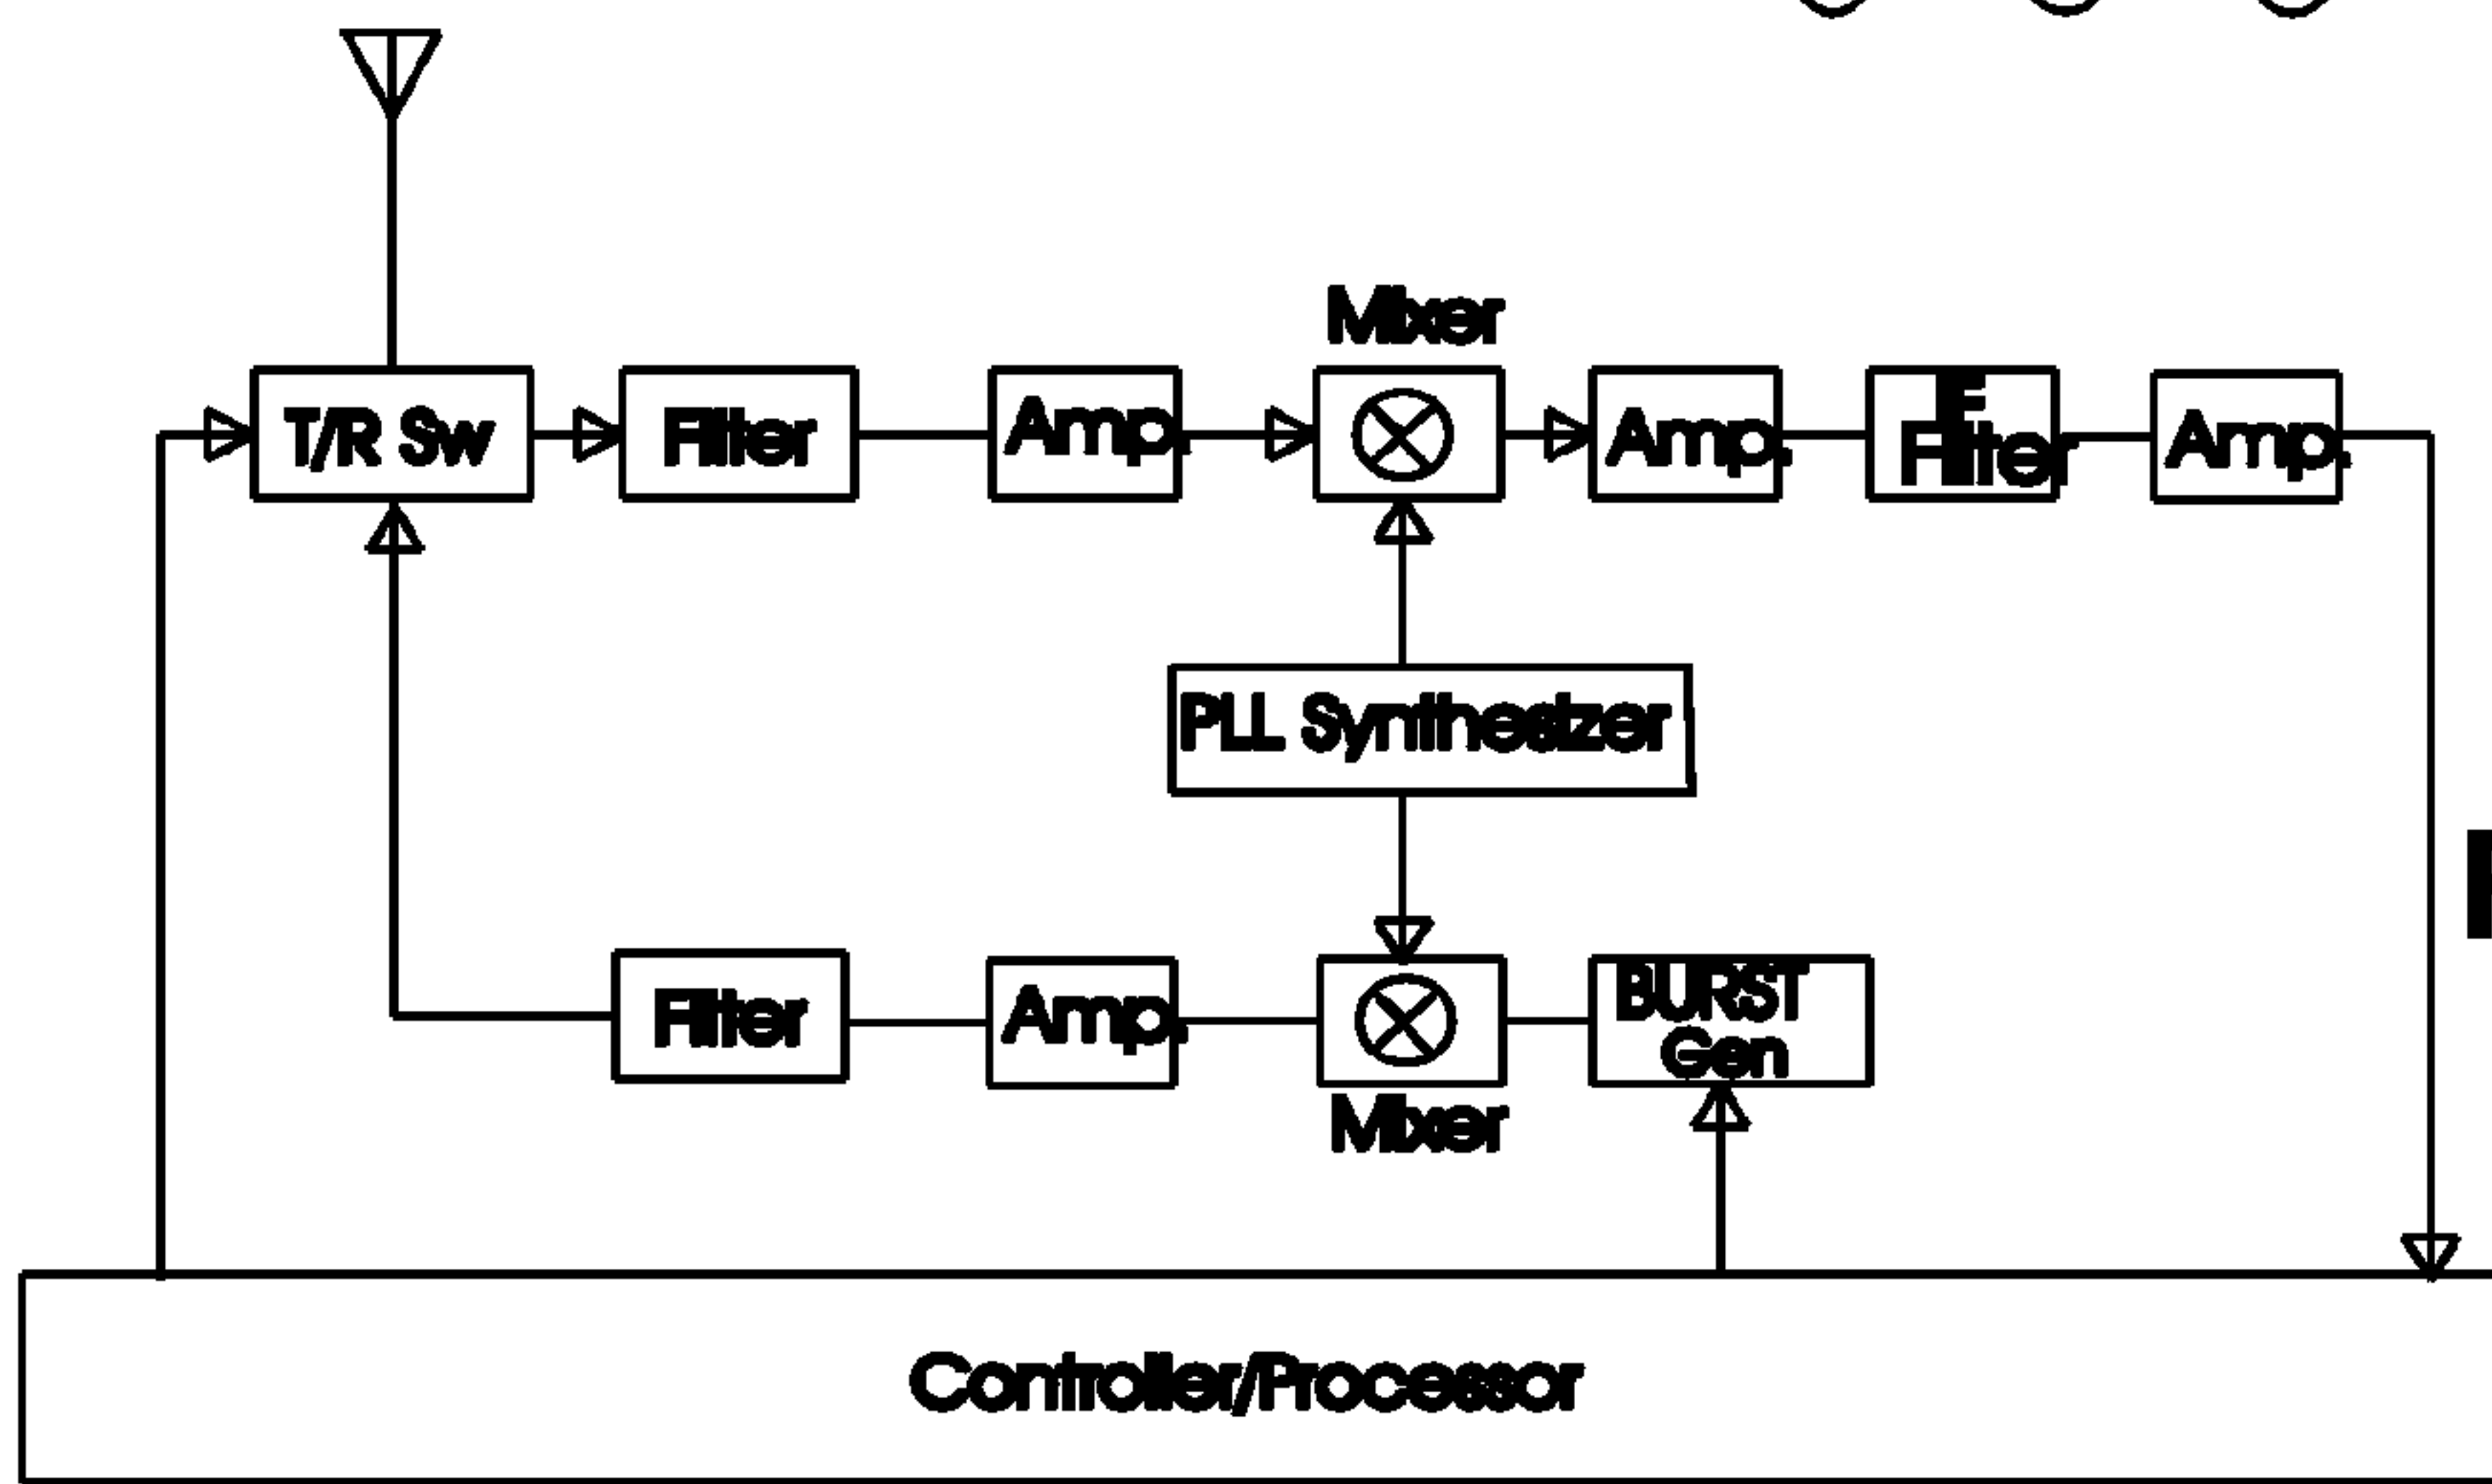 Mixer
T/R Sw
Filter
Amp.
Amp.
IF
Filter
Amp.
PLL Synthesizer
Filter
Amp.
BURST
Gen
Mixer
Controller/Processor